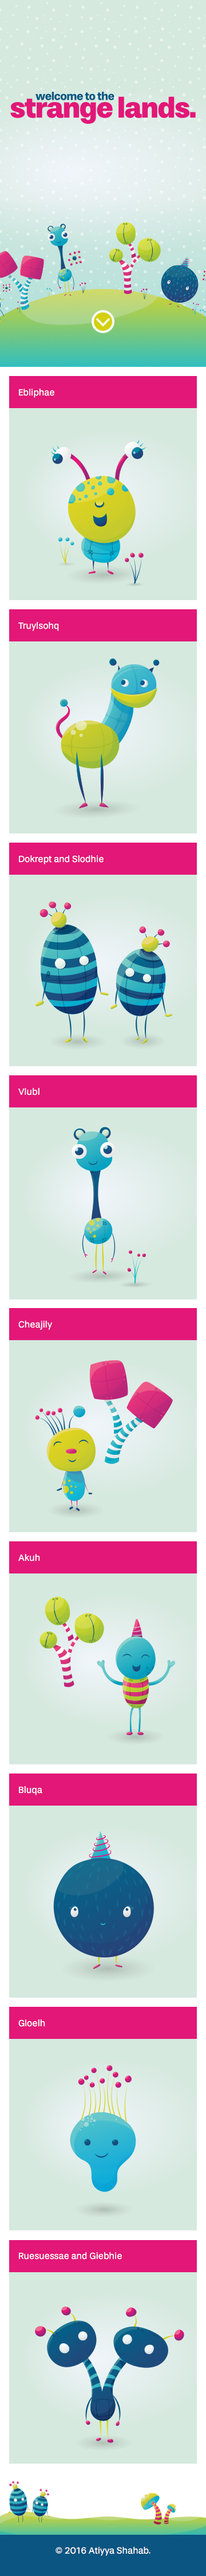 welcome to the
strange lands.
Ebliphae
Truylsohq
Dokrept and Slodhie
Vlubl
Cheajily
Akuh
Bluqa
Gloelh
Ruesuessae and Giebhie
© 2016 Atiyya Shahab.